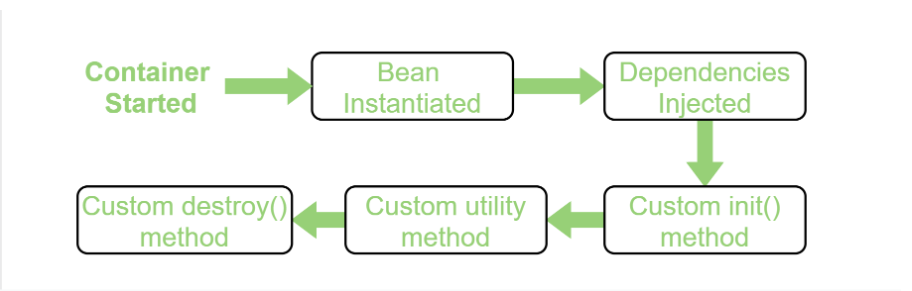 Container
Started
Bean
Instantiated
Dependencies
Injected
Custom init()
method
Custom utility
method
Custom destroy()
method